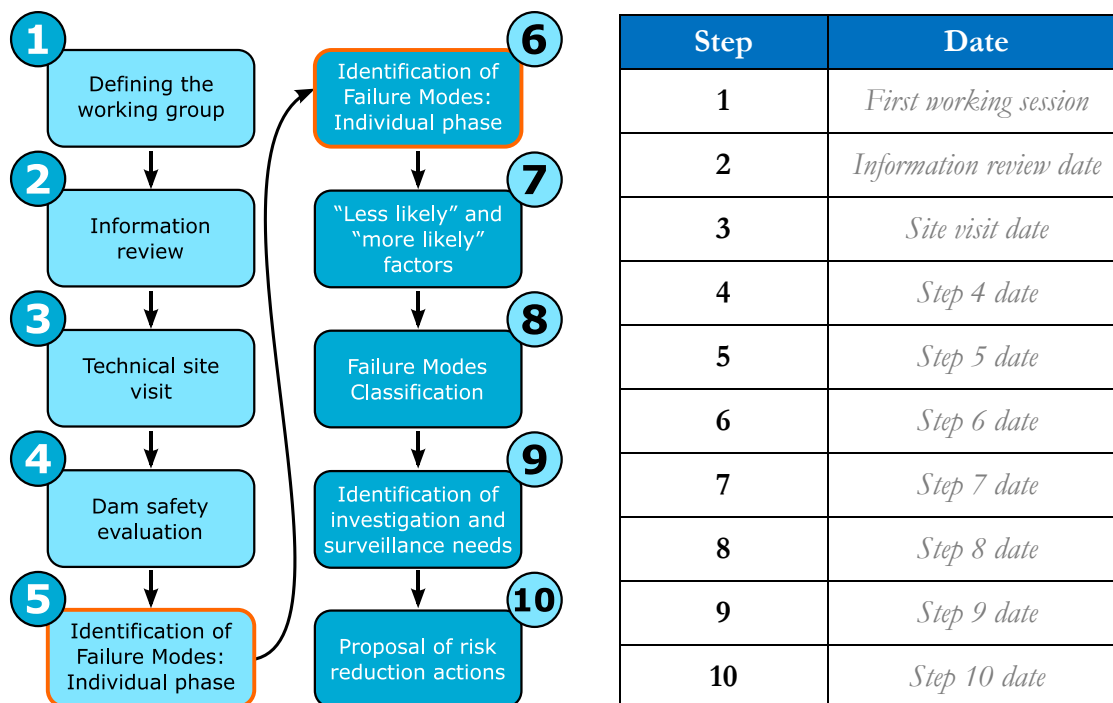 1
Defining the
working group
2
Information
review
3
Technical site
visit
4
Dam safety
evaluation
5
Identification of
Failure Modes:
Individual phase
6
Identification of
Failure Modes:
Individual phase
7
“Less likely” and
“more likely”
factors
8
Failure Modes
Classification
9
Identification of
investigation and
surveillance needs
10
Proposal of risk
reduction actions
Step Date
1 First working session
2 Information review date
3 Site visit date
4 Step 4 date
5 Step 5 date
6 Step 6 date
7 Step 7 date
8 Step 8 date
9 Step 9 date
10 Step 10 date